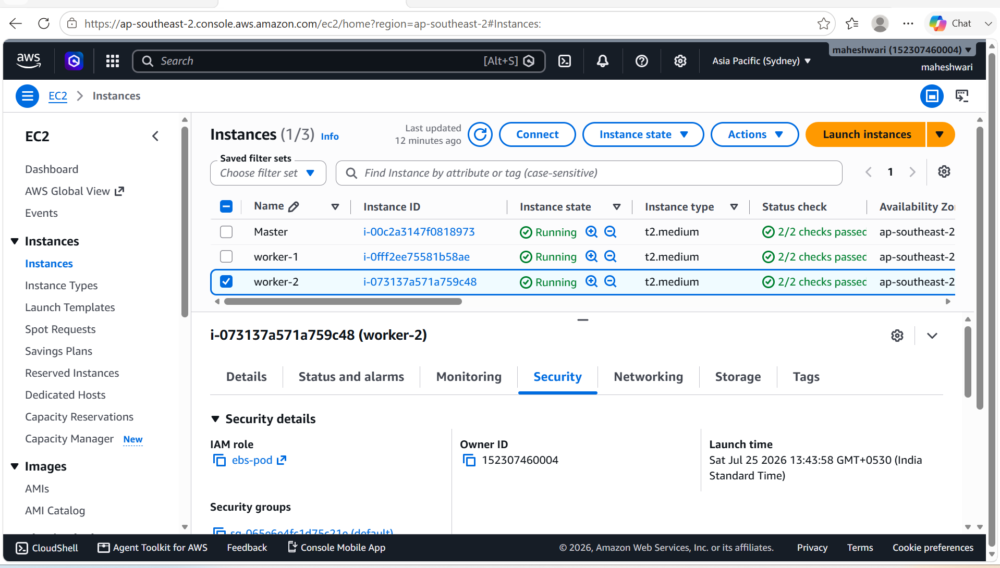 https://ap-southeast-2.console.aws.amazon.com/ec2/home?region=ap-southeast-2#Instances:
Chat
aws
Search
[Alt+S]
Asia Pacific (Sydney)
maheshwari (152307460004)
maheshwari
EC2
Instances
EC2
Dashboard
AWS Global View
Events
Instances
Instances
Instance Types
Launch Templates
Spot Requests
Savings Plans
Reserved Instances
Dedicated Hosts
Capacity Reservations
Capacity Manager New
Images
AMIs
AMI Catalog
Instances (1/3) Info
Last updated
12 minutes ago
Connect
Instance state
Actions
Launch instances
Saved filter sets
Choose filter set
Find Instance by attribute or tag (case-sensitive)
1
Name Instance ID Instance state Instance type Status check Availability Zo
Master i-00c2a3147f0818973 Running t2.medium 2/2 checks passed ap-southeast-2
worker-1 i-0fff2ee75581b58ae Running t2.medium 2/2 checks passed ap-southeast-2
worker-2 i-073137a571a759c48 Running t2.medium 2/2 checks passed ap-southeast-2
i-073137a571a759c48 (worker-2)
Details Status and alarms Monitoring Security Networking Storage Tags
Security details
IAM role
ebs-pod
Owner ID
152307460004
Launch time
Sat Jul 25 2026 13:43:58 GMT+0530 (India
Standard Time)
Security groups
sg-065e6e4fc1d75c21e (default)
CloudShell
Agent Toolkit for AWS
Feedback
Console Mobile App
© 2026, Amazon Web Services, Inc. or its affiliates.
Privacy
Terms
Cookie preferences